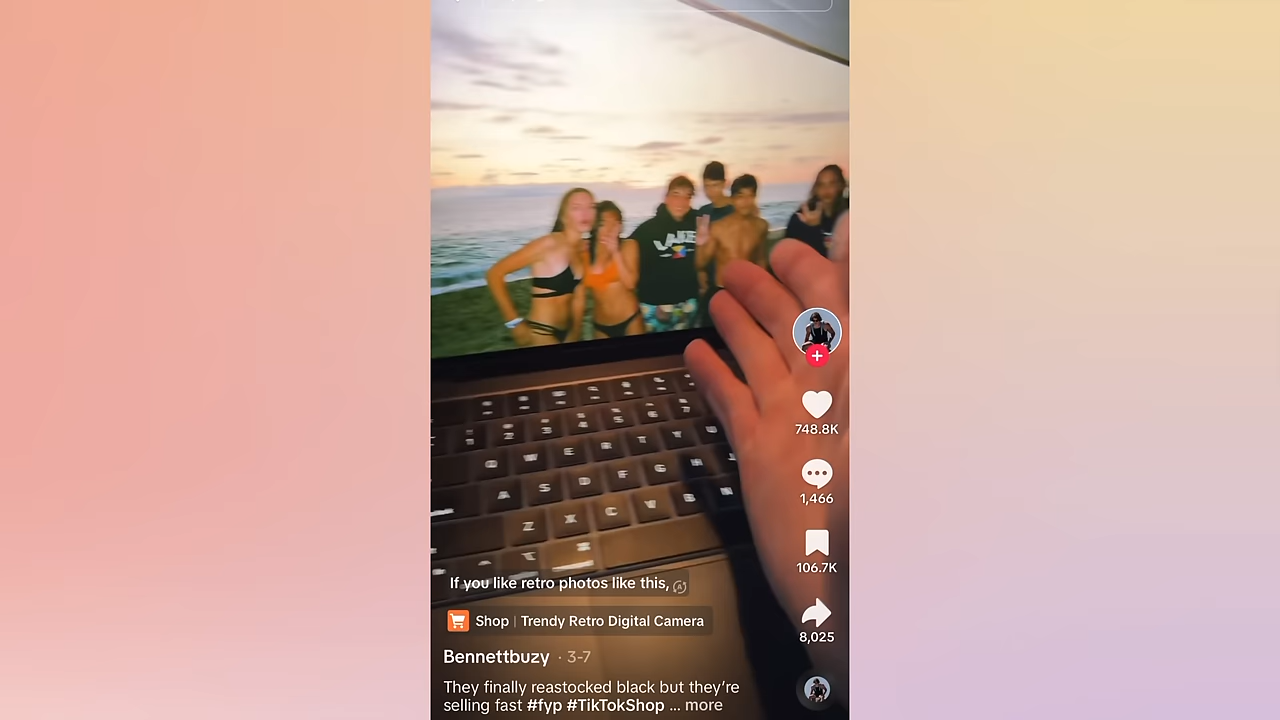 LAKE
Q W E R T Y U
A S D F G H J
Z X C V B N
If you like retro photos like this,
Shop | Trendy Retro Digital Camera
Bennettbuzy · 3-7
They finally reastocked black but they're
selling fast #fyp #TikTokShop ... more
748.8K
1,466
106.7K
8,025